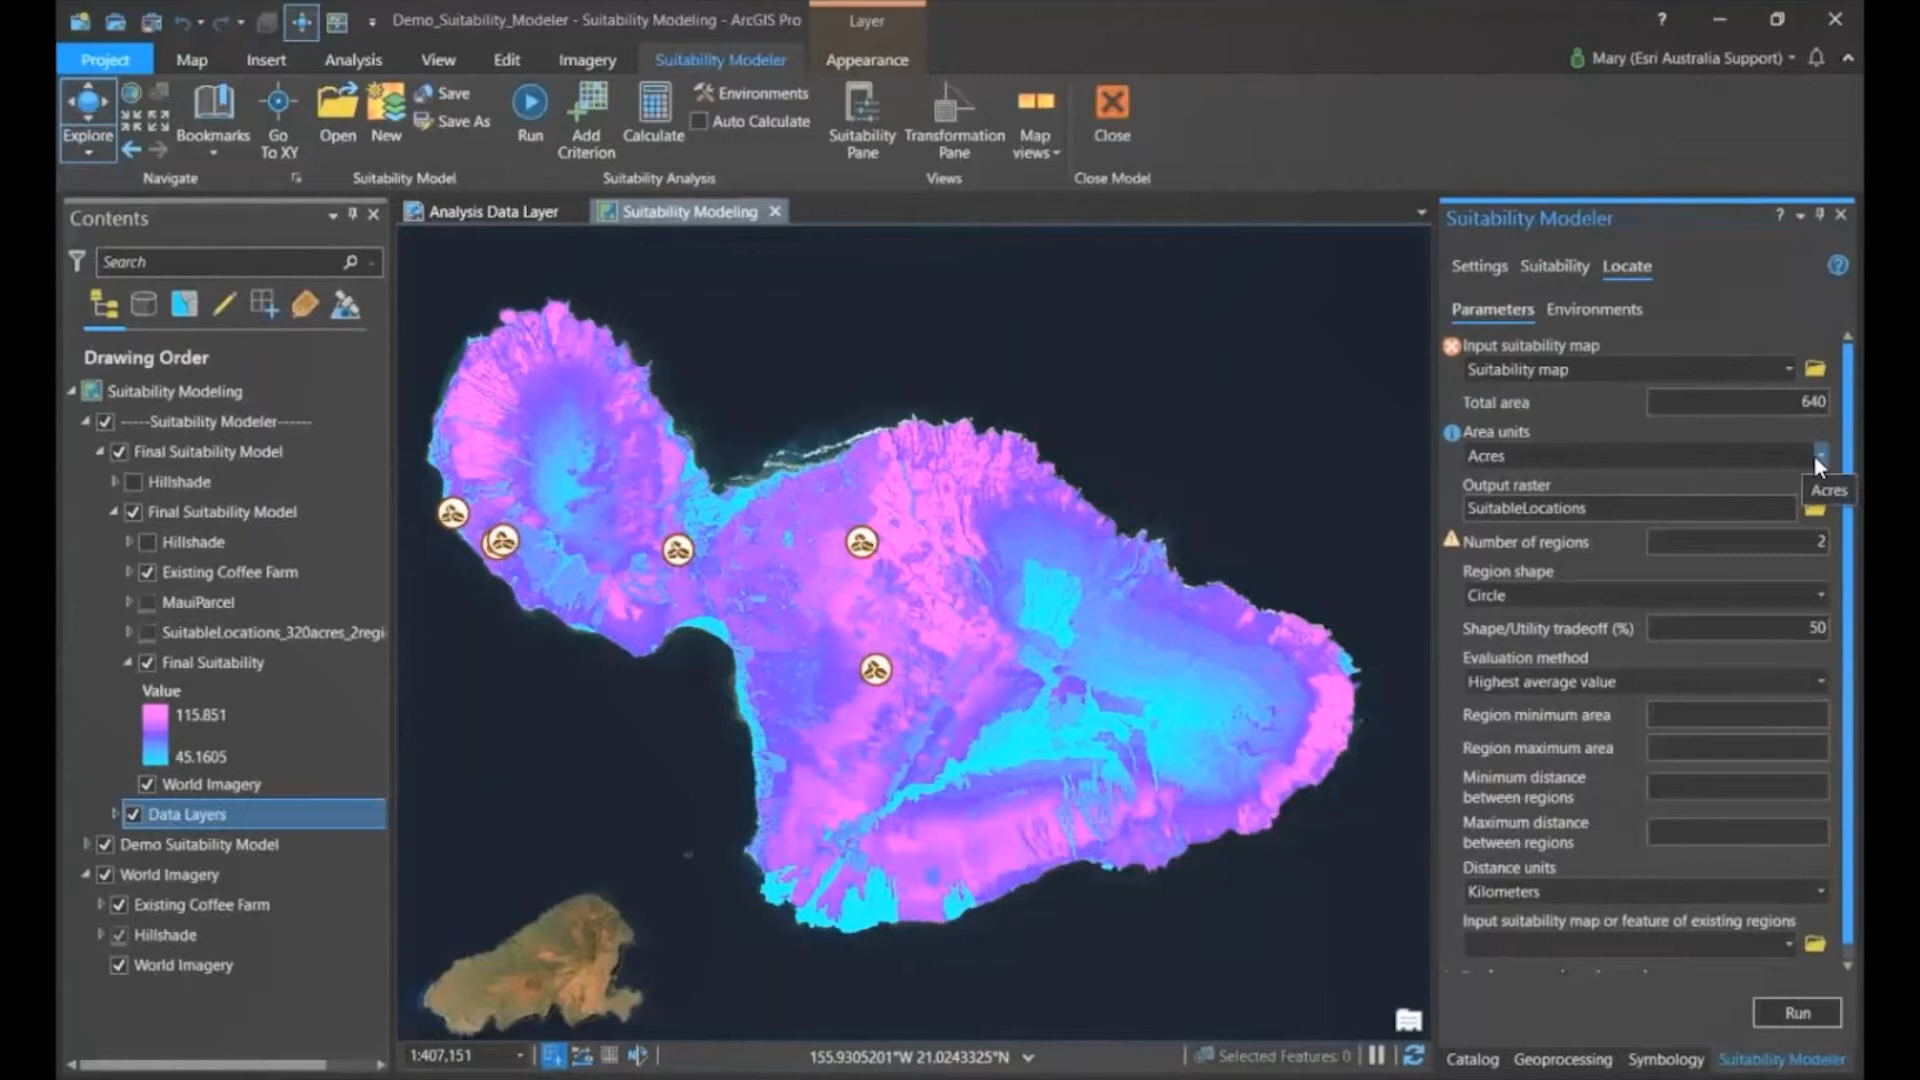 Demo_Suitability_Modeler - Suitability Modeling - ArcGIS Pro
Layer
?
Project
Map
Insert
Analysis
View
Edit
Imagery
Suitability Modeler
Appearance
Mary (Esri Australia Support)
Explore
Bookmarks
Go To XY
Navigate
Open
New
Save
Save As
Suitability Model
Run
Add Criterion
Calculate
Environments
Auto Calculate
Suitability Analysis
Suitability Pane
Transformation Pane
Map views
Views
Close
Close Model
Contents
Search
Drawing Order
Suitability Modeling
-----Suitability Modeler------
Final Suitability Model
Hillshade
Final Suitability Model
Hillshade
Existing Coffee Farm
MauiParcel
SuitableLocations_320acres_2regi
Final Suitability
Value
115.851
45.1605
World Imagery
Data Layers
Demo Suitability Model
World Imagery
Existing Coffee Farm
Hillshade
World Imagery
Analysis Data Layer
Suitability Modeling
1:407,151
155.9305201°W 21.0243325°N
Selected Features: 0
Suitability Modeler
?
Settings
Suitability
Locate
?
Parameters
Environments
Input suitability map
Suitability map
Total area
640
Area units
Acres
Acres
Output raster
SuitableLocations
Number of regions
2
Region shape
Circle
Shape/Utility tradeoff (%)
50
Evaluation method
Highest average value
Region minimum area
Region maximum area
Minimum distance
between regions
Maximum distance
between regions
Distance units
Kilometers
Input suitability map or feature of existing regions
Run
Catalog
Geoprocessing
Symbology
Suitability Modeler